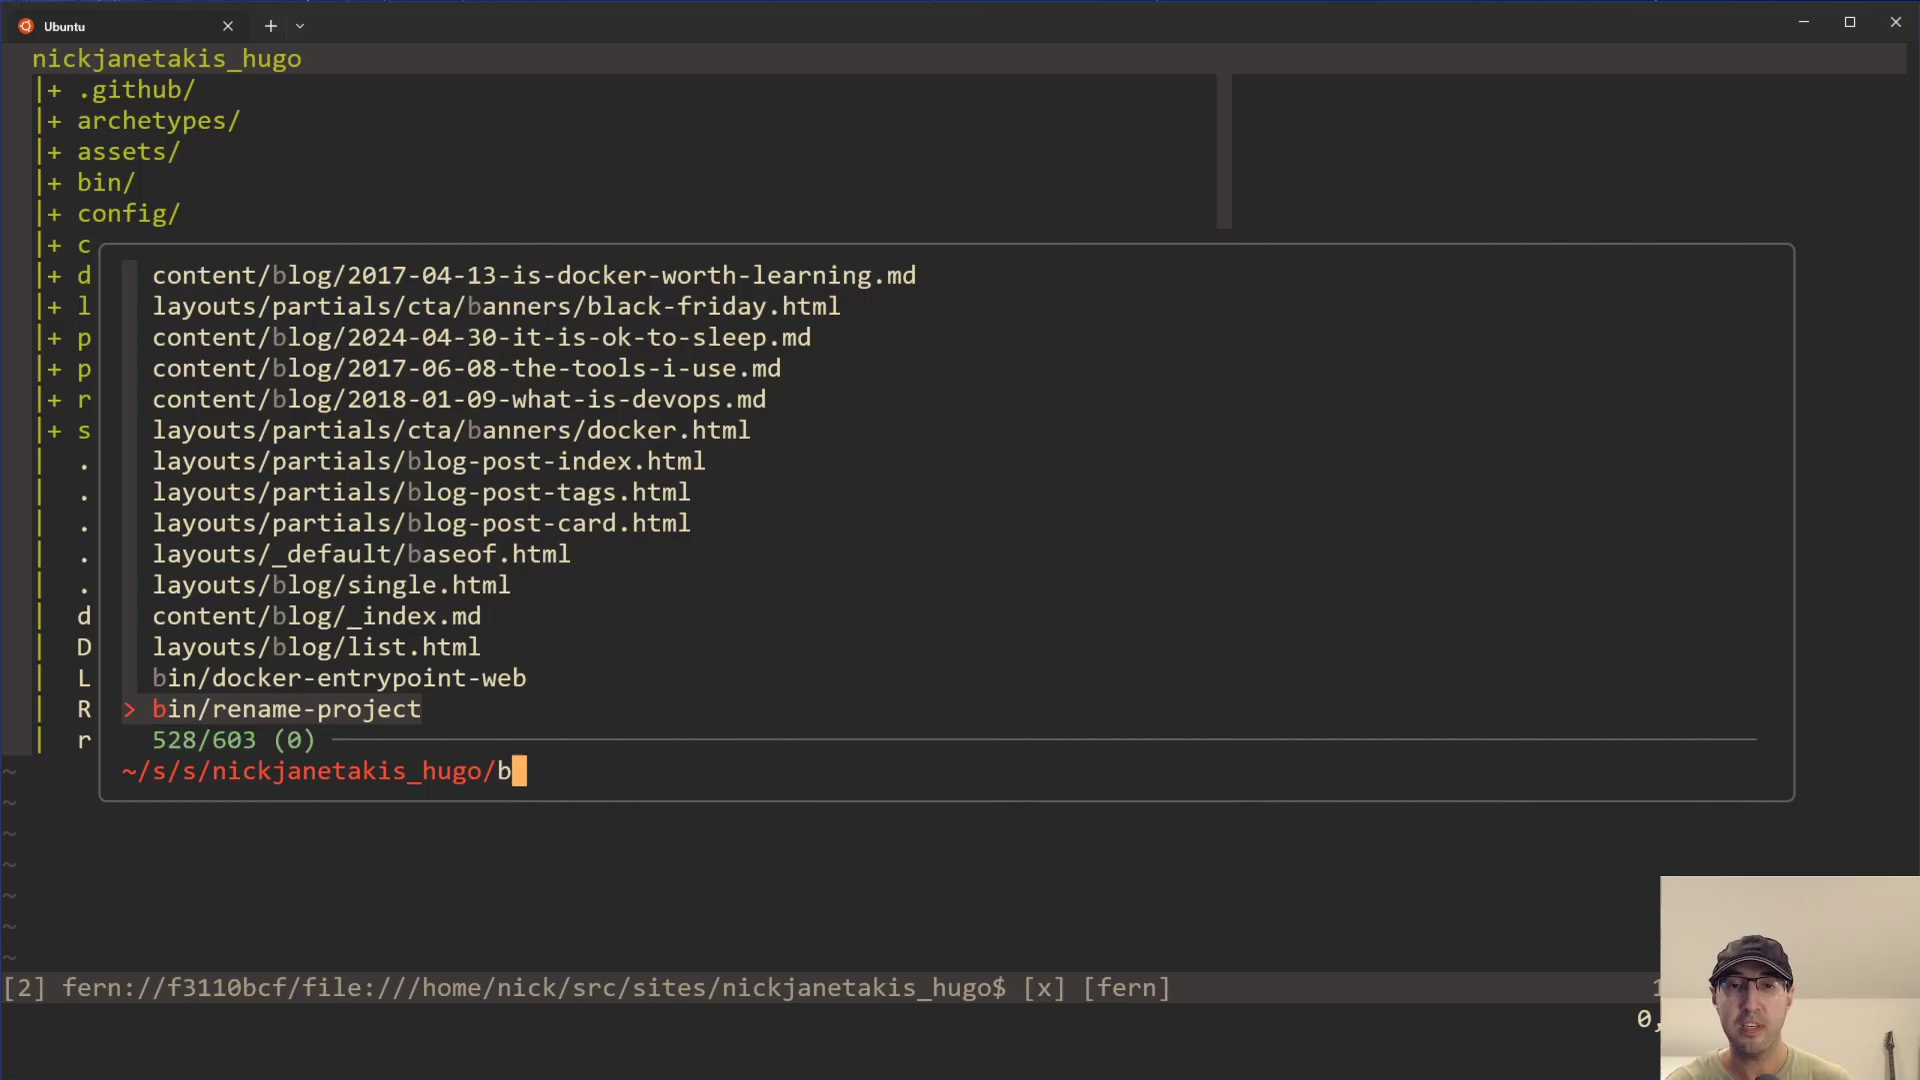 Ubuntu
nickjanetakis_hugo
|+ .github/
|+ archetypes/
|+ assets/
|+ bin/
|+ config/
|+ c
|+ d content/blog/2017-04-13-is-docker-worth-learning.md
|+ l layouts/partials/cta/banners/black-friday.html
|+ p content/blog/2024-04-30-it-is-ok-to-sleep.md
|+ p content/blog/2017-06-08-the-tools-i-use.md
|+ r content/blog/2018-01-09-what-is-devops.md
|+ s layouts/partials/cta/banners/docker.html
| . layouts/partials/blog-post-index.html
| . layouts/partials/blog-post-tags.html
| . layouts/partials/blog-post-card.html
| . layouts/_default/baseof.html
| . layouts/blog/single.html
| d content/blog/_index.md
| D layouts/blog/list.html
| L bin/docker-entrypoint-web
| R > bin/rename-project
| r 528/603 (0)
~ ~/s/s/nickjanetakis_hugo/b
~
~
~
~
~
~
[2] fern://f3110bcf/file:///home/nick/src/sites/nickjanetakis_hugo$ [x] [fern]
0,